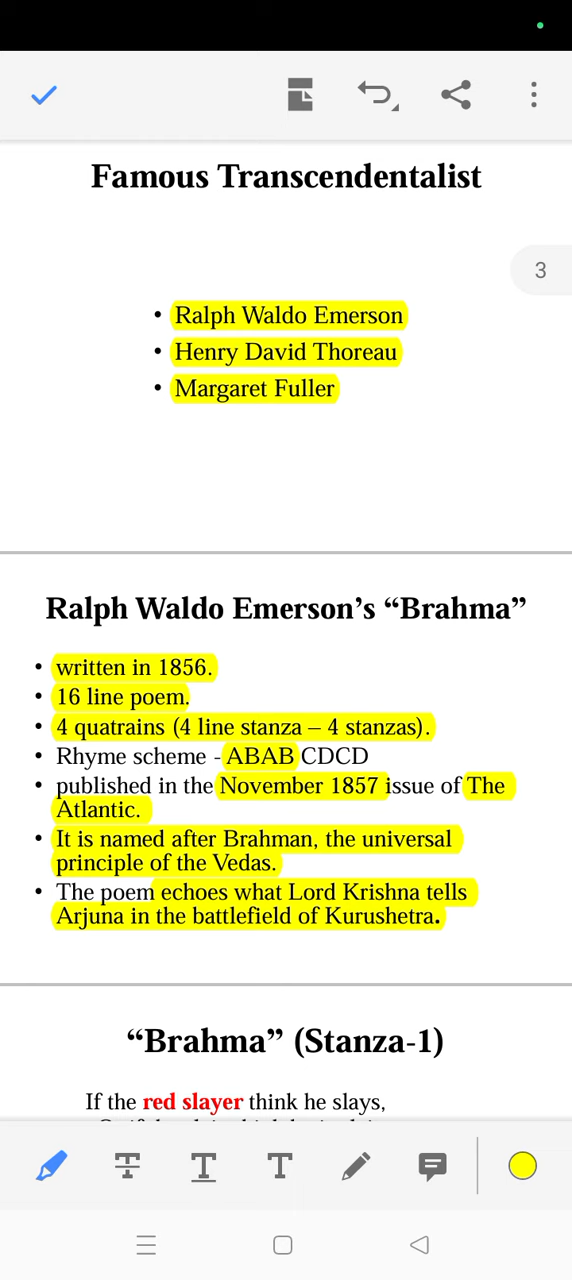 Famous Transcendentalist
3
• Ralph Waldo Emerson
• Henry David Thoreau
• Margaret Fuller
Ralph Waldo Emerson’s “Brahma”
• written in 1856.
• 16 line poem.
• 4 quatrains (4 line stanza – 4 stanzas).
• Rhyme scheme - ABAB CDCD
• published in the November 1857 issue of The
Atlantic.
• It is named after Brahman, the universal
principle of the Vedas.
• The poem echoes what Lord Krishna tells
Arjuna in the battlefield of Kurushetra.
“Brahma” (Stanza-1)
If the red slayer think he slays,